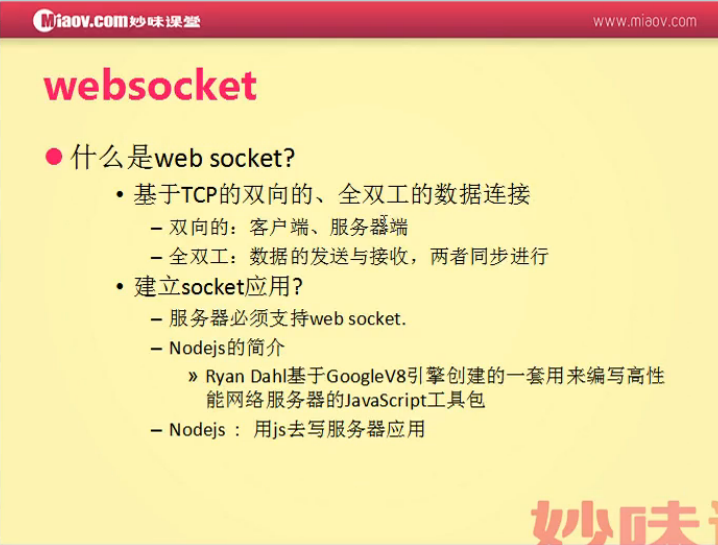 Miaov.com妙味课堂
www.miaov.com
websocket
什么是web socket?
基于TCP的双向的、全双工的数据连接
双向的：客户端、服务器端
全双工：数据的发送与接收，两者同步进行
建立socket应用?
服务器必须支持web socket.
Nodejs的简介
» Ryan Dahl基于GoogleV8引擎创建的一套用来编写高性
能网络服务器的JavaScript工具包
Nodejs ： 用js去写服务器应用
妙味